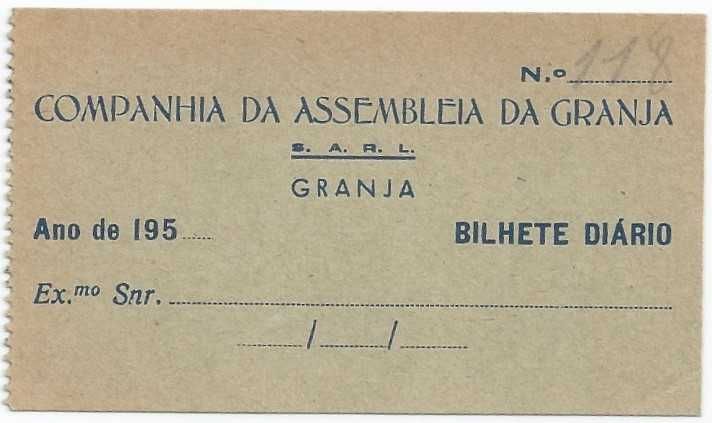 N.º 118
COMPANHIA DA ASSEMBLEIA DA GRANJA
S. A. R. L.
GRANJA
Ano de 195..... BILHETE DIÁRIO
Ex.mo Snr. ....................
........../........../..........